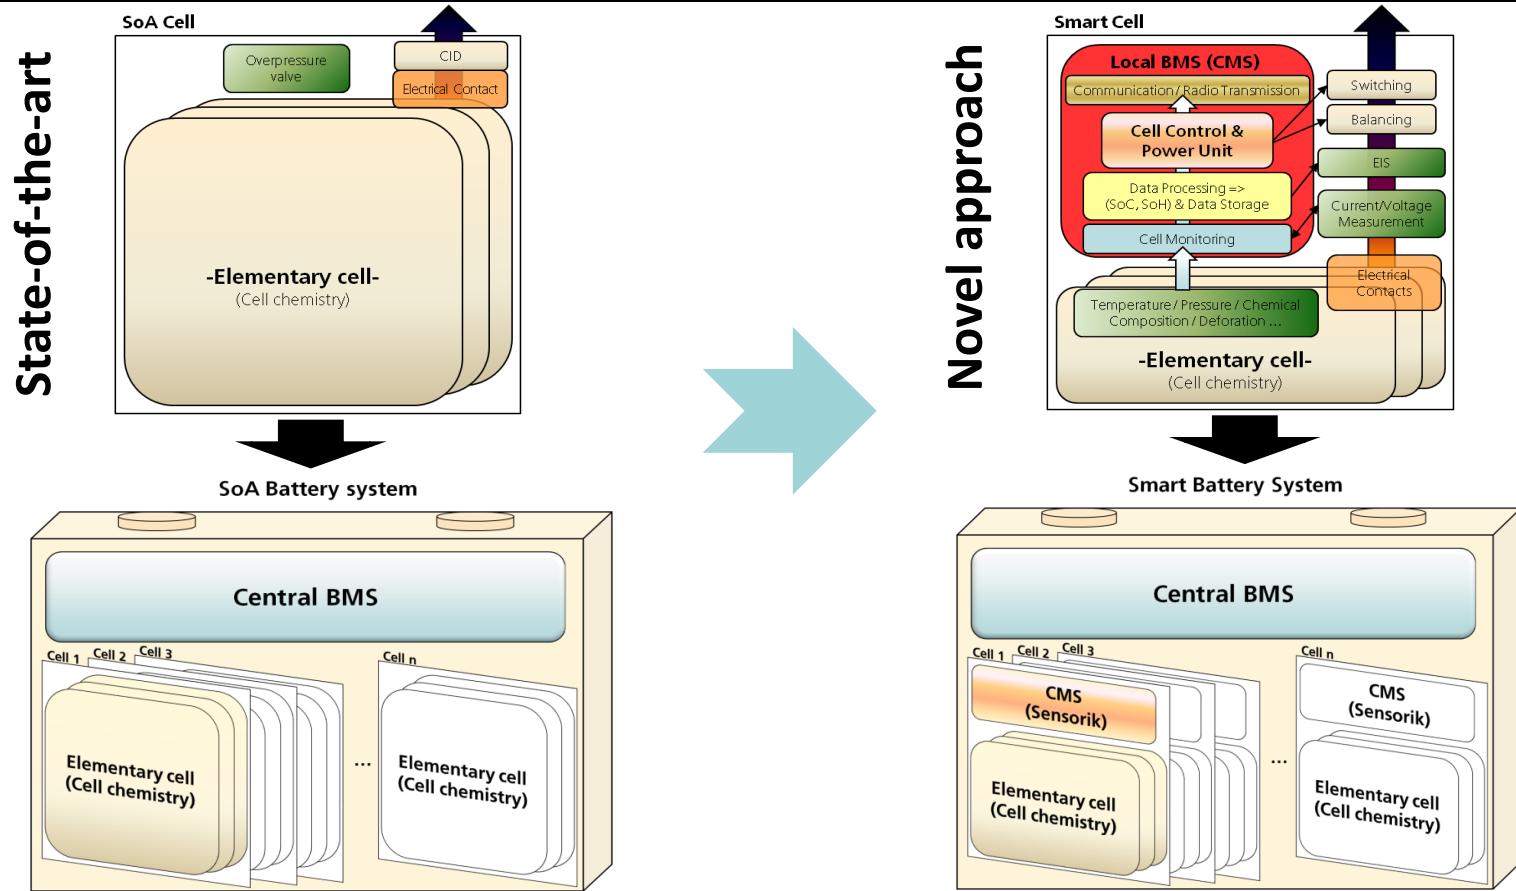 State-of-the-art
SoA Cell
Overpressure
valve
CID
Electrical Contact
-Elementary cell-
(Cell chemistry)
SoA Battery system
Central BMS
Cell 1
Cell 2
Cell 3
Cell n
Elementary cell
(Cell chemistry)
...
Elementary cell
(Cell chemistry)
Novel approach
Smart Cell
Local BMS (CMS)
Communication / Radio Transmission
Cell Control &
Power Unit
Data Processing =>
(SoC, SoH) & Data Storage
Cell Monitoring
Switching
Balancing
EIS
Current/Voltage
Measurement
Electrical
Contacts
Temperature / Pressure / Chemical
Composition / Deforation ...
-Elementary cell-
(Cell chemistry)
Smart Battery System
Central BMS
Cell 1
Cell 2
Cell 3
Cell n
CMS
(Sensorik)
Elementary cell
(Cell chemistry)
...
CMS
(Sensorik)
Elementary cell
(Cell chemistry)